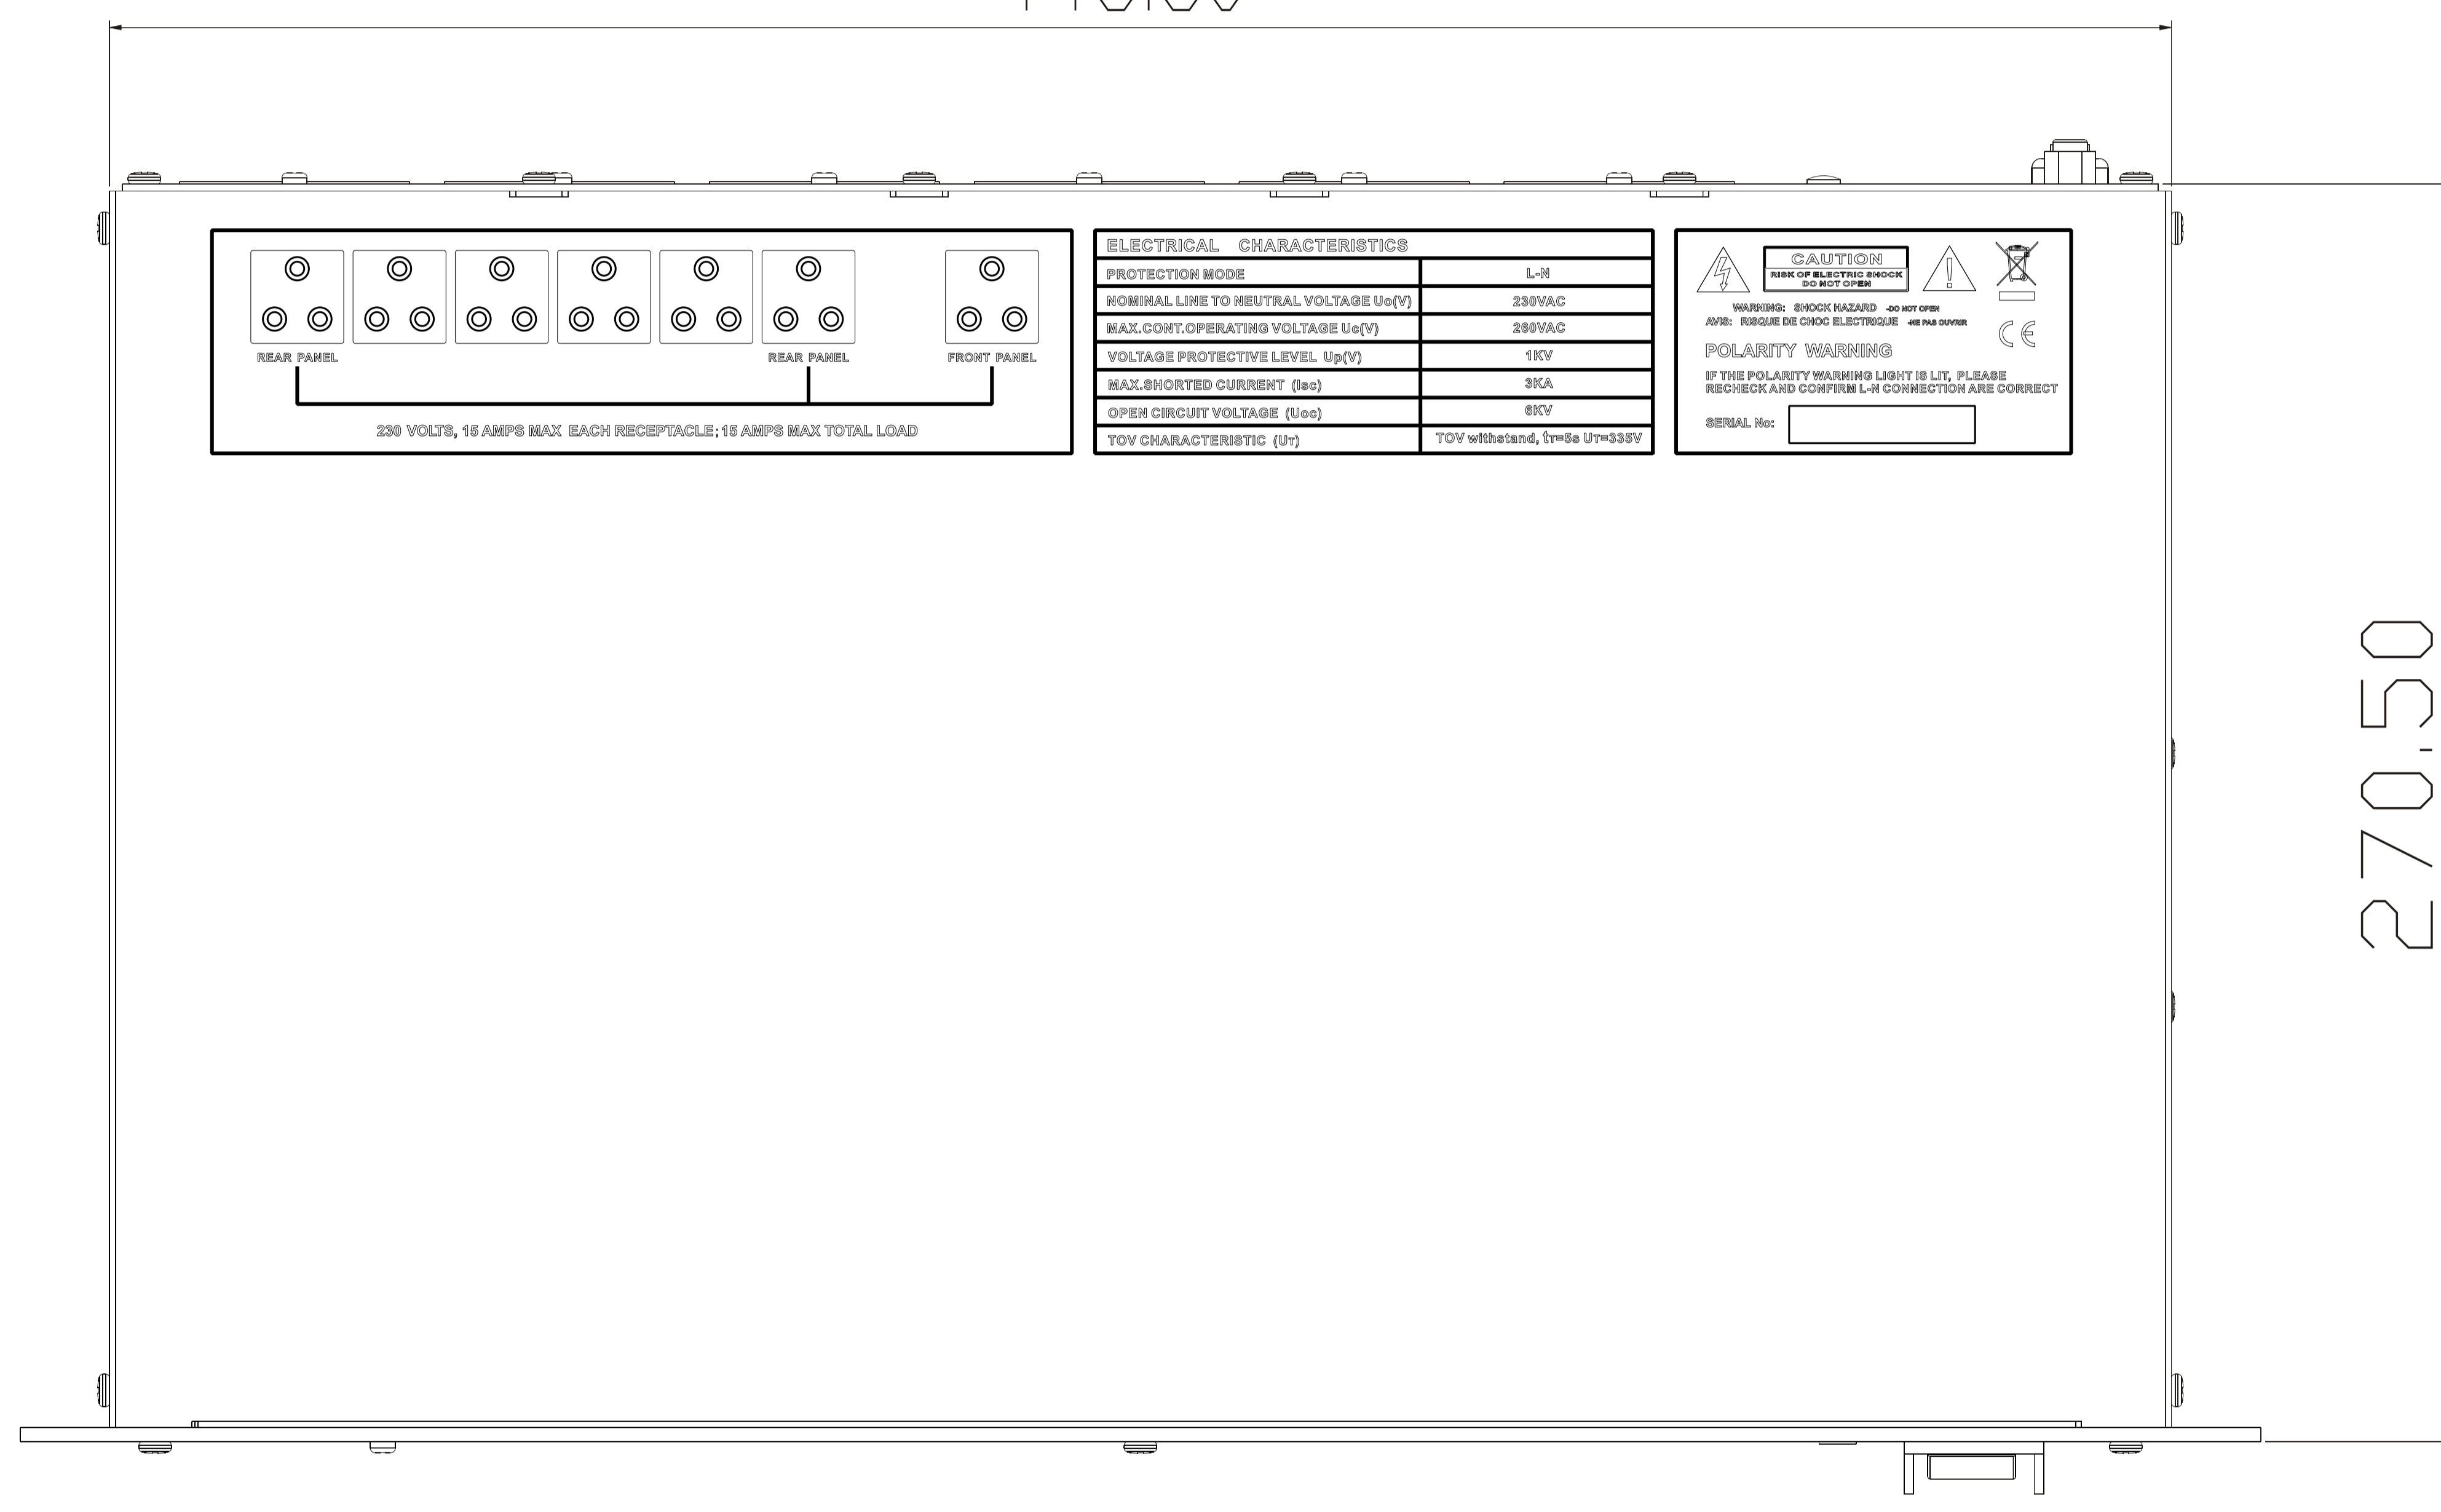 REAR PANEL
REAR PANEL
FRONT PANEL
230 VOLTS, 15 AMPS MAX EACH RECEPTACLE; 15 AMPS MAX TOTAL LOAD
ELECTRICAL CHARACTERISTICS
PROTECTION MODE L-N
NOMINAL LINE TO NEUTRAL VOLTAGE Uo(V) 230VAC
MAX.CONT.OPERATING VOLTAGE Uc(V) 260VAC
VOLTAGE PROTECTIVE LEVEL Up(V) 1KV
MAX.SHORTED CURRENT (Isc) 3KA
OPEN CIRCUIT VOLTAGE (Uoc) 6KV
TOV CHARACTERISTIC (UT) TOV withstand, tT=5s UT=335V
CAUTION
RISK OF ELECTRIC SHOCK
DO NOT OPEN
WARNING: SHOCK HAZARD -DO NOT OPEN
AVIS: RISQUE DE CHOC ELECTRIQUE -NE PAS OUVRIR
CE
POLARITY WARNING
IF THE POLARITY WARNING LIGHT IS LIT, PLEASE
RECHECK AND CONFIRM L-N CONNECTION ARE CORRECT
SERIAL No:
270.50